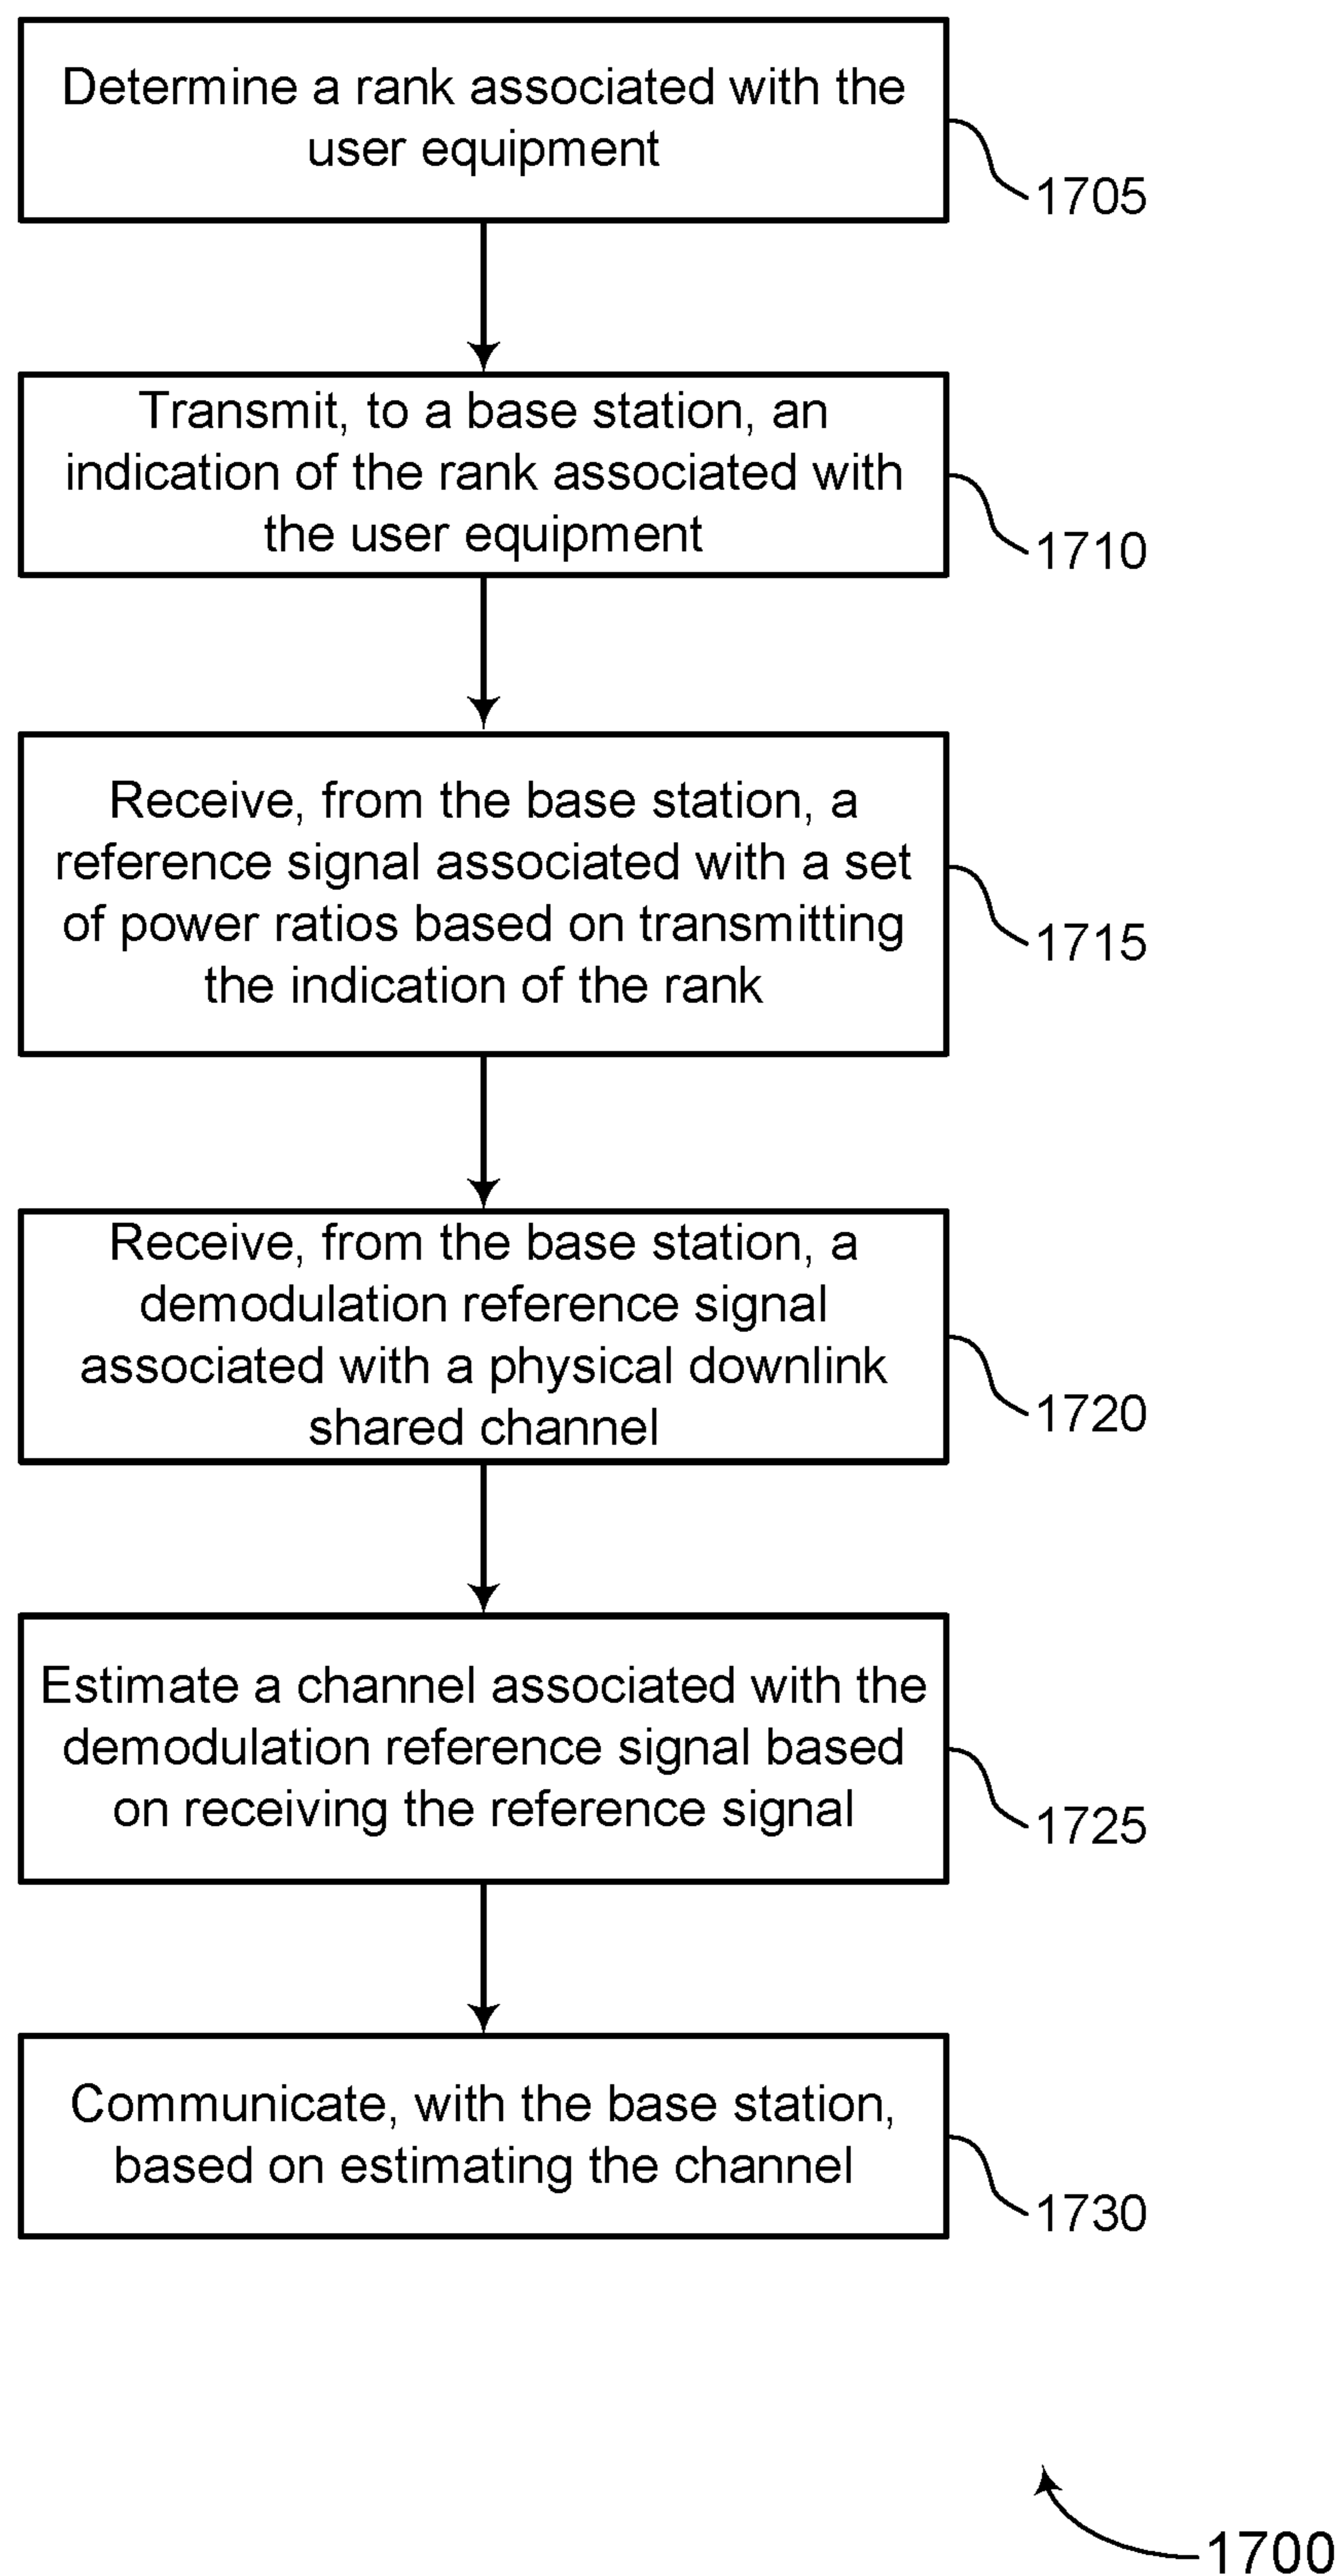 Determine a rank associated with the
user equipment
1705
Transmit, to a base station, an
indication of the rank associated with
the user equipment
1710
Receive, from the base station, a
reference signal associated with a set
of power ratios based on transmitting
the indication of the rank
1715
Receive, from the base station, a
demodulation reference signal
associated with a physical downlink
shared channel
1720
Estimate a channel associated with the
demodulation reference signal based
on receiving the reference signal
1725
Communicate, with the base station,
based on estimating the channel
1730
1700